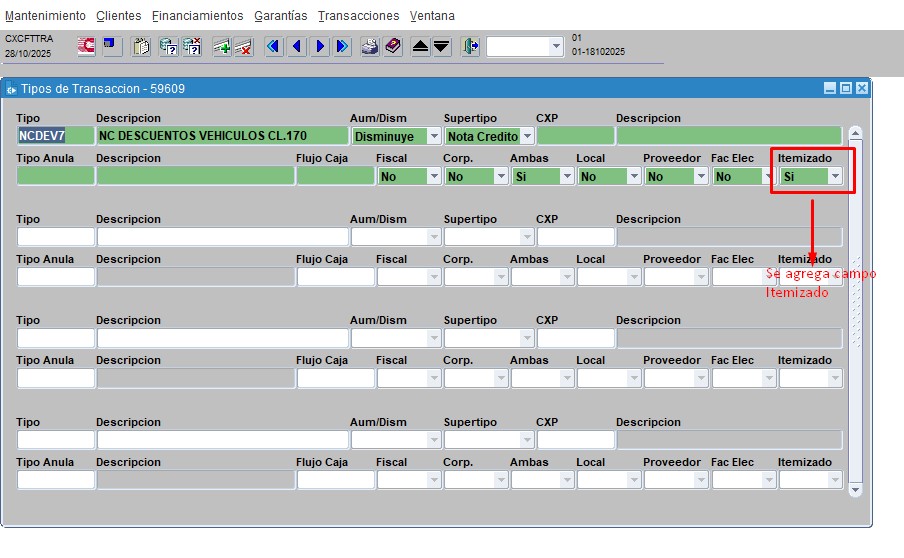 Mantenimiento Clientes Financiamientos Garantías Transacciones Ventana
CXCFTTRA
28/10/2025
01
01-18102025
Tipos de Transaccion - 59609
Tipo Descripcion Aum/Dism Supertipo CXP Descripcion
NCDEV7 NC DESCUENTOS VEHICULOS CL.170 Disminuye Nota Credito
Tipo Anula Descripcion Flujo Caja Fiscal Corp. Ambas Local Proveedor Fac Elec Itemizado
No No Si No No No Si
Tipo Descripcion Aum/Dism Supertipo CXP Descripcion
Tipo Anula Descripcion Flujo Caja Fiscal Corp. Ambas Local Proveedor Fac Elec Itemizado
Se agrega campo
Itemizado
Tipo Descripcion Aum/Dism Supertipo CXP Descripcion
Tipo Anula Descripcion Flujo Caja Fiscal Corp. Ambas Local Proveedor Fac Elec Itemizado
Tipo Descripcion Aum/Dism Supertipo CXP Descripcion
Tipo Anula Descripcion Flujo Caja Fiscal Corp. Ambas Local Proveedor Fac Elec Itemizado